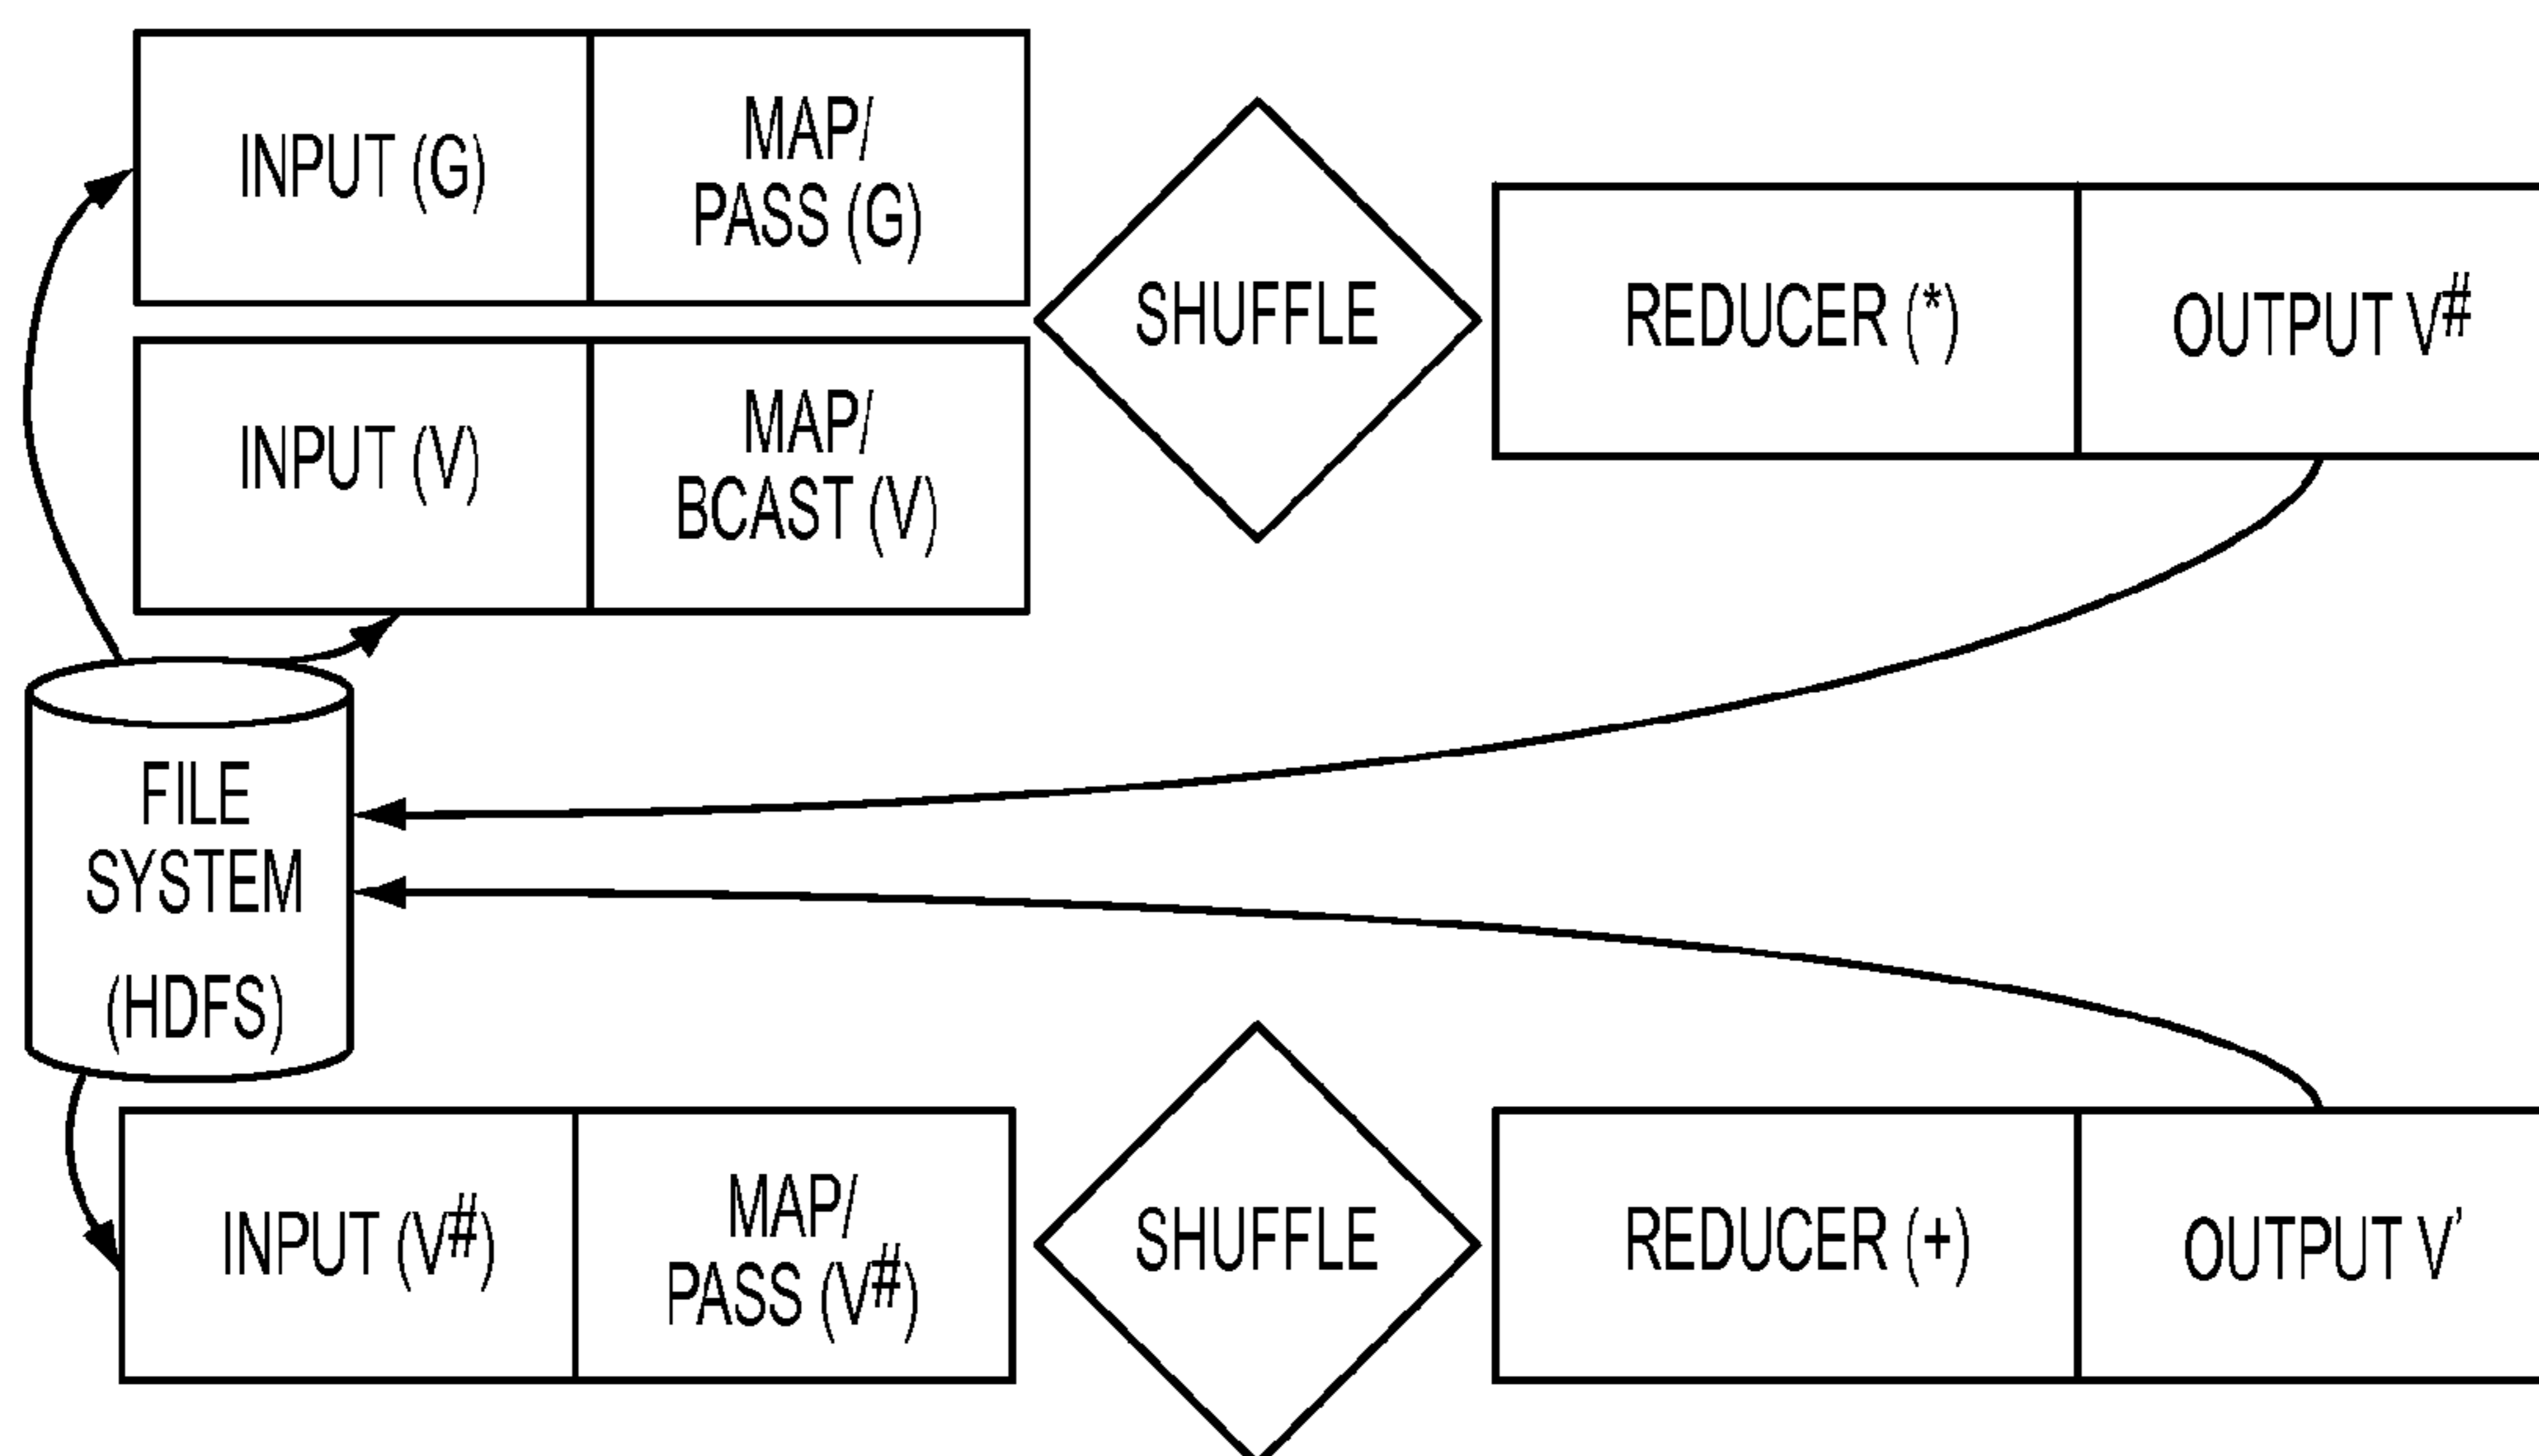 INPUT (G)
MAP/
PASS (G)
INPUT (V)
MAP/
BCAST (V)
SHUFFLE
REDUCER (*)
OUTPUT V#
FILE
SYSTEM
(HDFS)
INPUT (V#)
MAP/
PASS (V#)
SHUFFLE
REDUCER (+)
OUTPUT V'